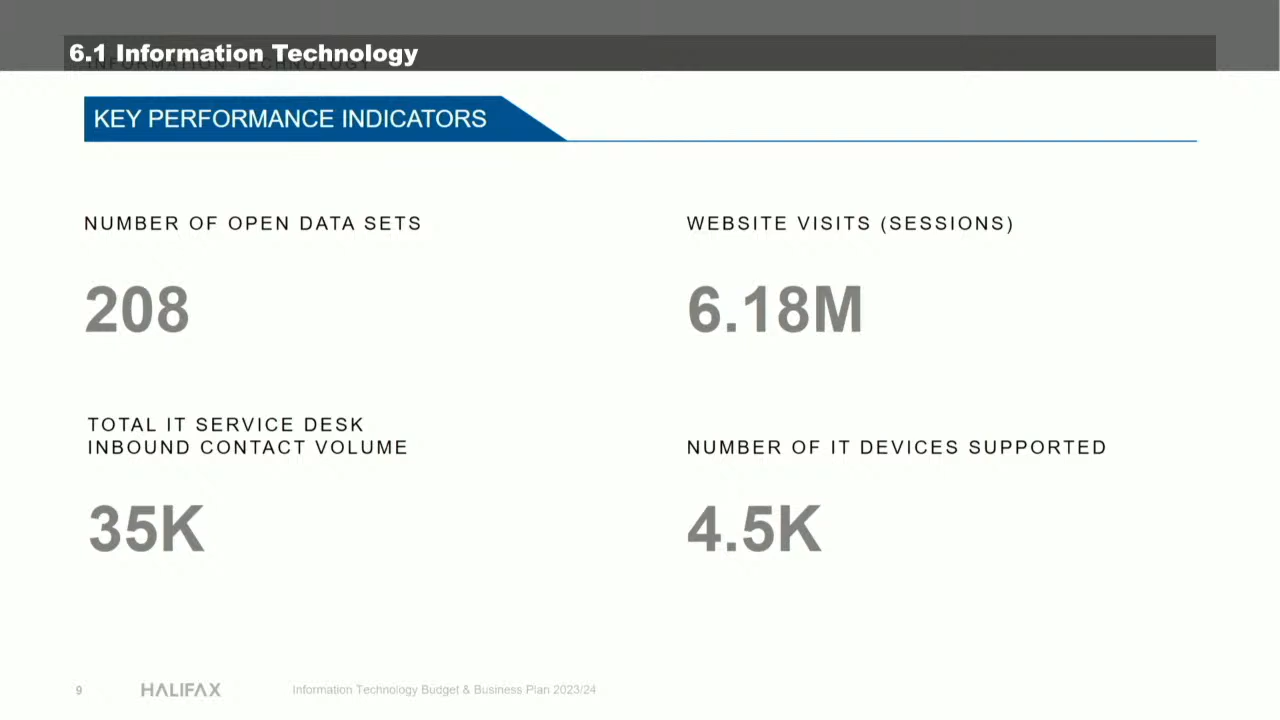 6.1 Information Technology
INFORMATION TECHNOLOGY
KEY PERFORMANCE INDICATORS
NUMBER OF OPEN DATA SETS
208
WEBSITE VISITS (SESSIONS)
6.18M
TOTAL IT SERVICE DESK
INBOUND CONTACT VOLUME
35K
NUMBER OF IT DEVICES SUPPORTED
4.5K
9 HALIFAX Information Technology Budget & Business Plan 2023/24